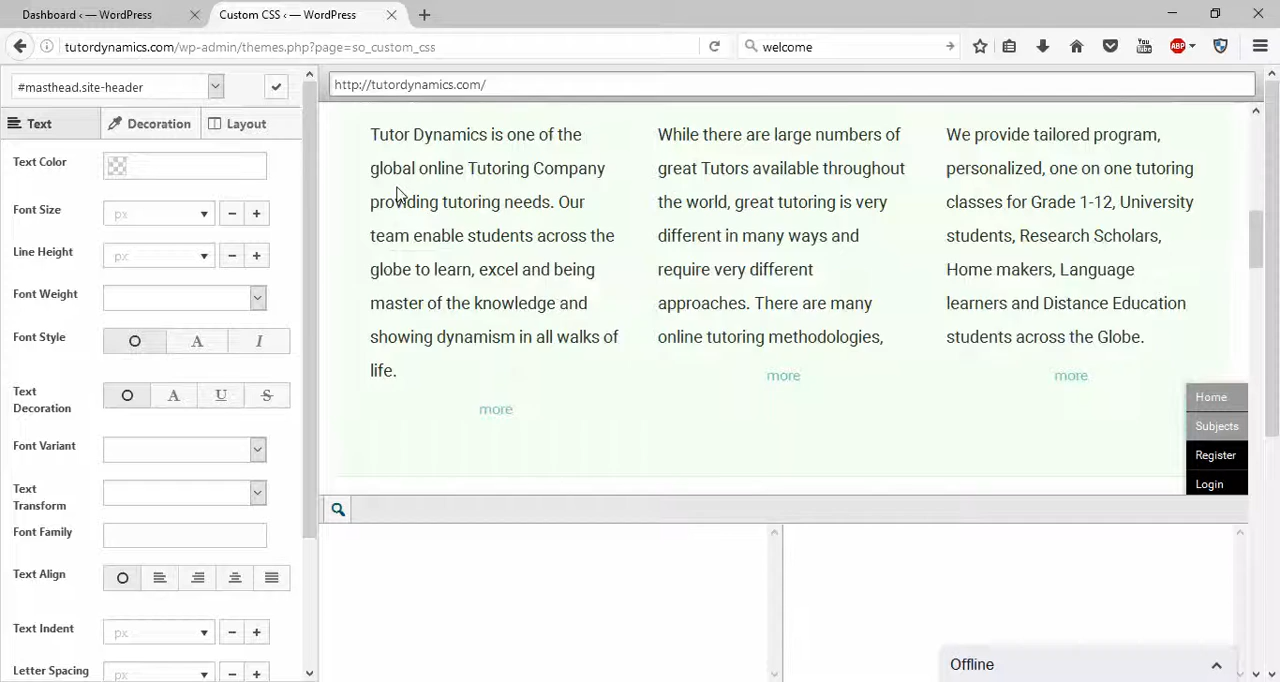 Dashboard ‹ — WordPress
Custom CSS ‹ — WordPress
tutordynamics.com/wp-admin/themes.php?page=so_custom_css
welcome
You
ABP
#masthead.site-header
http://tutordynamics.com/
Text
Decoration
Layout
Text Color
Font Size
px
Line Height
px
Font Weight
Font Style
A
I
Text
Decoration
A
U
S
Font Variant
Text
Transform
Font Family
Text Align
Text Indent
px
Letter Spacing
px
Tutor Dynamics is one of the
global online Tutoring Company
providing tutoring needs. Our
team enable students across the
globe to learn, excel and being
master of the knowledge and
showing dynamism in all walks of
life.
more
While there are large numbers of
great Tutors available throughout
the world, great tutoring is very
different in many ways and
require very different
approaches. There are many
online tutoring methodologies,
more
We provide tailored program,
personalized, one on one tutoring
classes for Grade 1-12, University
students, Research Scholars,
Home makers, Language
learners and Distance Education
students across the Globe.
more
Home
Subjects
Register
Login
Offline